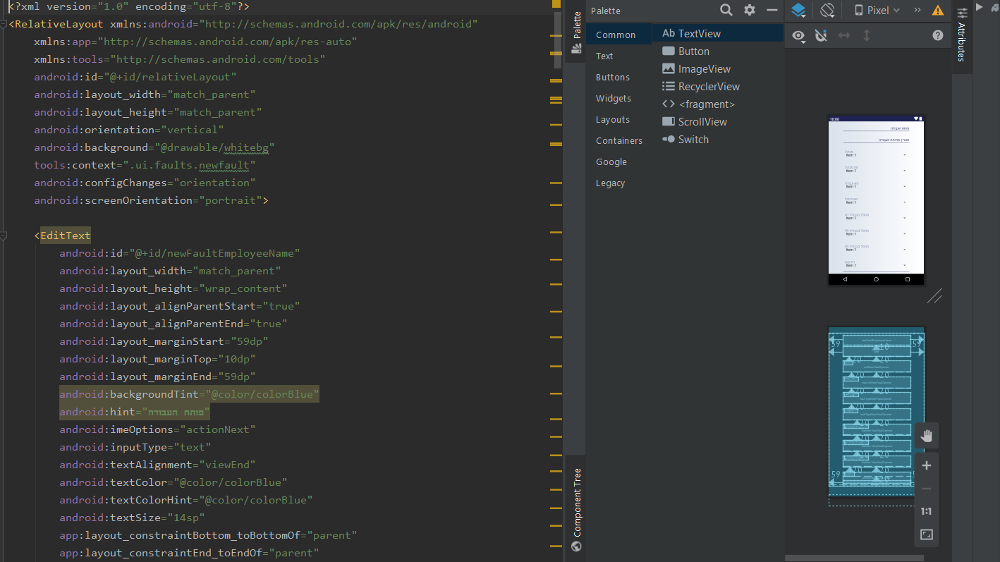 <?xml version="1.0" encoding="utf-8"?>
<RelativeLayout xmlns:android="http://schemas.android.com/apk/res/android"
xmlns:app="http://schemas.android.com/apk/res-auto"
xmlns:tools="http://schemas.android.com/tools"
android:id="@+id/relativeLayout"
android:layout_width="match_parent"
android:layout_height="match_parent"
android:orientation="vertical"
android:background="@drawable/whitebg"
tools:context=".ui.faults.newfault"
android:configChanges="orientation"
android:screenOrientation="portrait">
<EditText
android:id="@+id/newFaultEmployeeName"
android:layout_width="match_parent"
android:layout_height="wrap_content"
android:layout_alignParentStart="true"
android:layout_alignParentEnd="true"
android:layout_marginStart="59dp"
android:layout_marginTop="10dp"
android:layout_marginEnd="59dp"
android:backgroundTint="@color/colorBlue"
android:hint="פותח העבודה"
android:imeOptions="actionNext"
android:inputType="text"
android:textAlignment="viewEnd"
android:textColor="@color/colorBlue"
android:textColorHint="@color/colorBlue"
android:textSize="14sp"
app:layout_constraintBottom_toBottomOf="parent"
app:layout_constraintEnd_toEndOf="parent"
Palette
Component Tree
Palette
Common
Text
Buttons
Widgets
Layouts
Containers
Google
Legacy
Ab TextView
Button
ImageView
RecyclerView
<fragment>
ScrollView
Switch
Pixel
Attributes
10:00
פותח העבודה
תאריך פתיחת העבודה
Item 1
Item 1
Item 1
Item 1
Item 1
Item 1
Item 1
Item 1
59
59
10
20
20
20
20
20
20
20
20
20
20
20
20
20
20
59
1:1